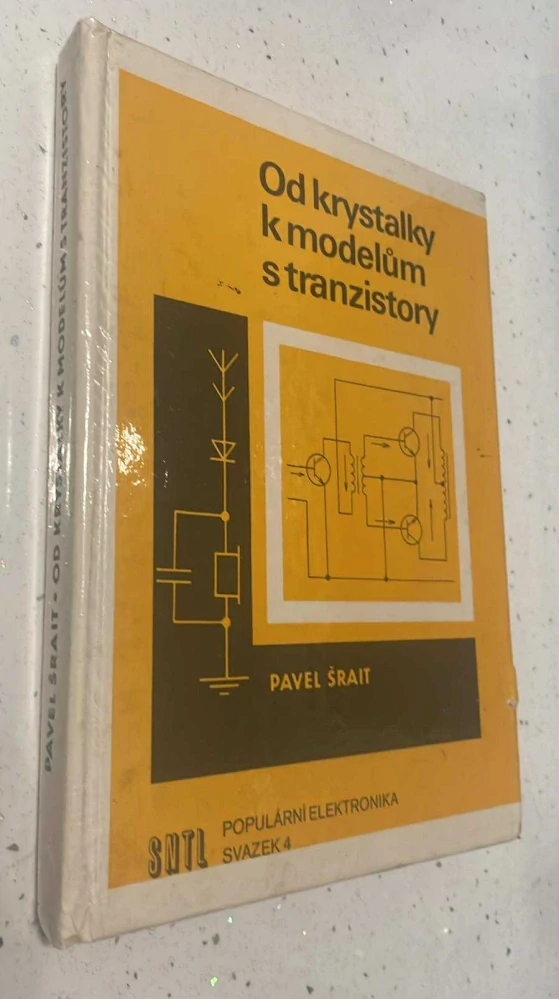 Od krystalky
k modelům
s tranzistory
PAVEL ŠRAIT
SNTL
POPULÁRNÍ ELEKTRONIKA
SVAZEK 4
PAVEL ŠRAIT • OD KRYSTALKY K MODELŮM S TRANZISTORY